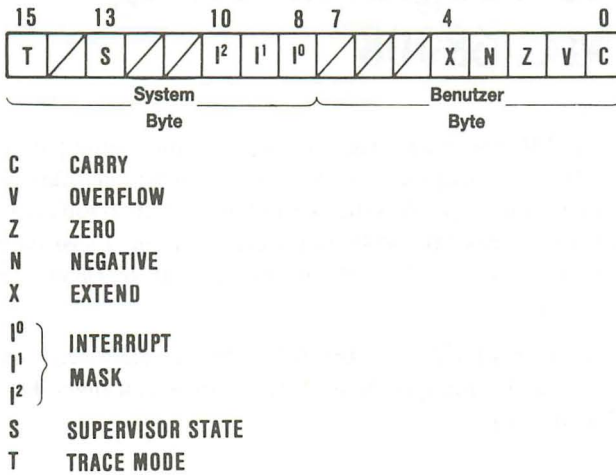 15 13 10 8 7 4 0
T S I² I¹ I⁰ X N Z V C
System Benutzer
Byte Byte
C CARRY
V OVERFLOW
Z ZERO
N NEGATIVE
X EXTEND
I⁰
I¹ INTERRUPT
I² MASK
S SUPERVISOR STATE
T TRACE MODE